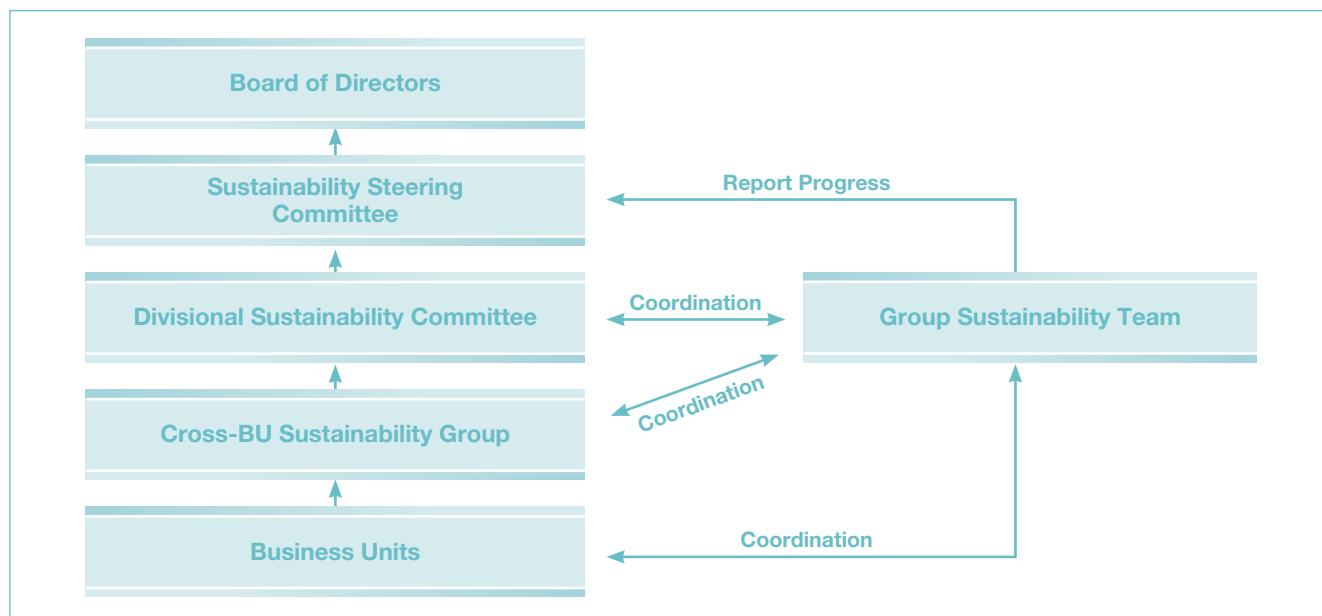 Board of Directors
Sustainability Steering
Committee
Report Progress
Divisional Sustainability Committee
Coordination
Group Sustainability Team
Coordination
Cross-BU Sustainability Group
Business Units
Coordination